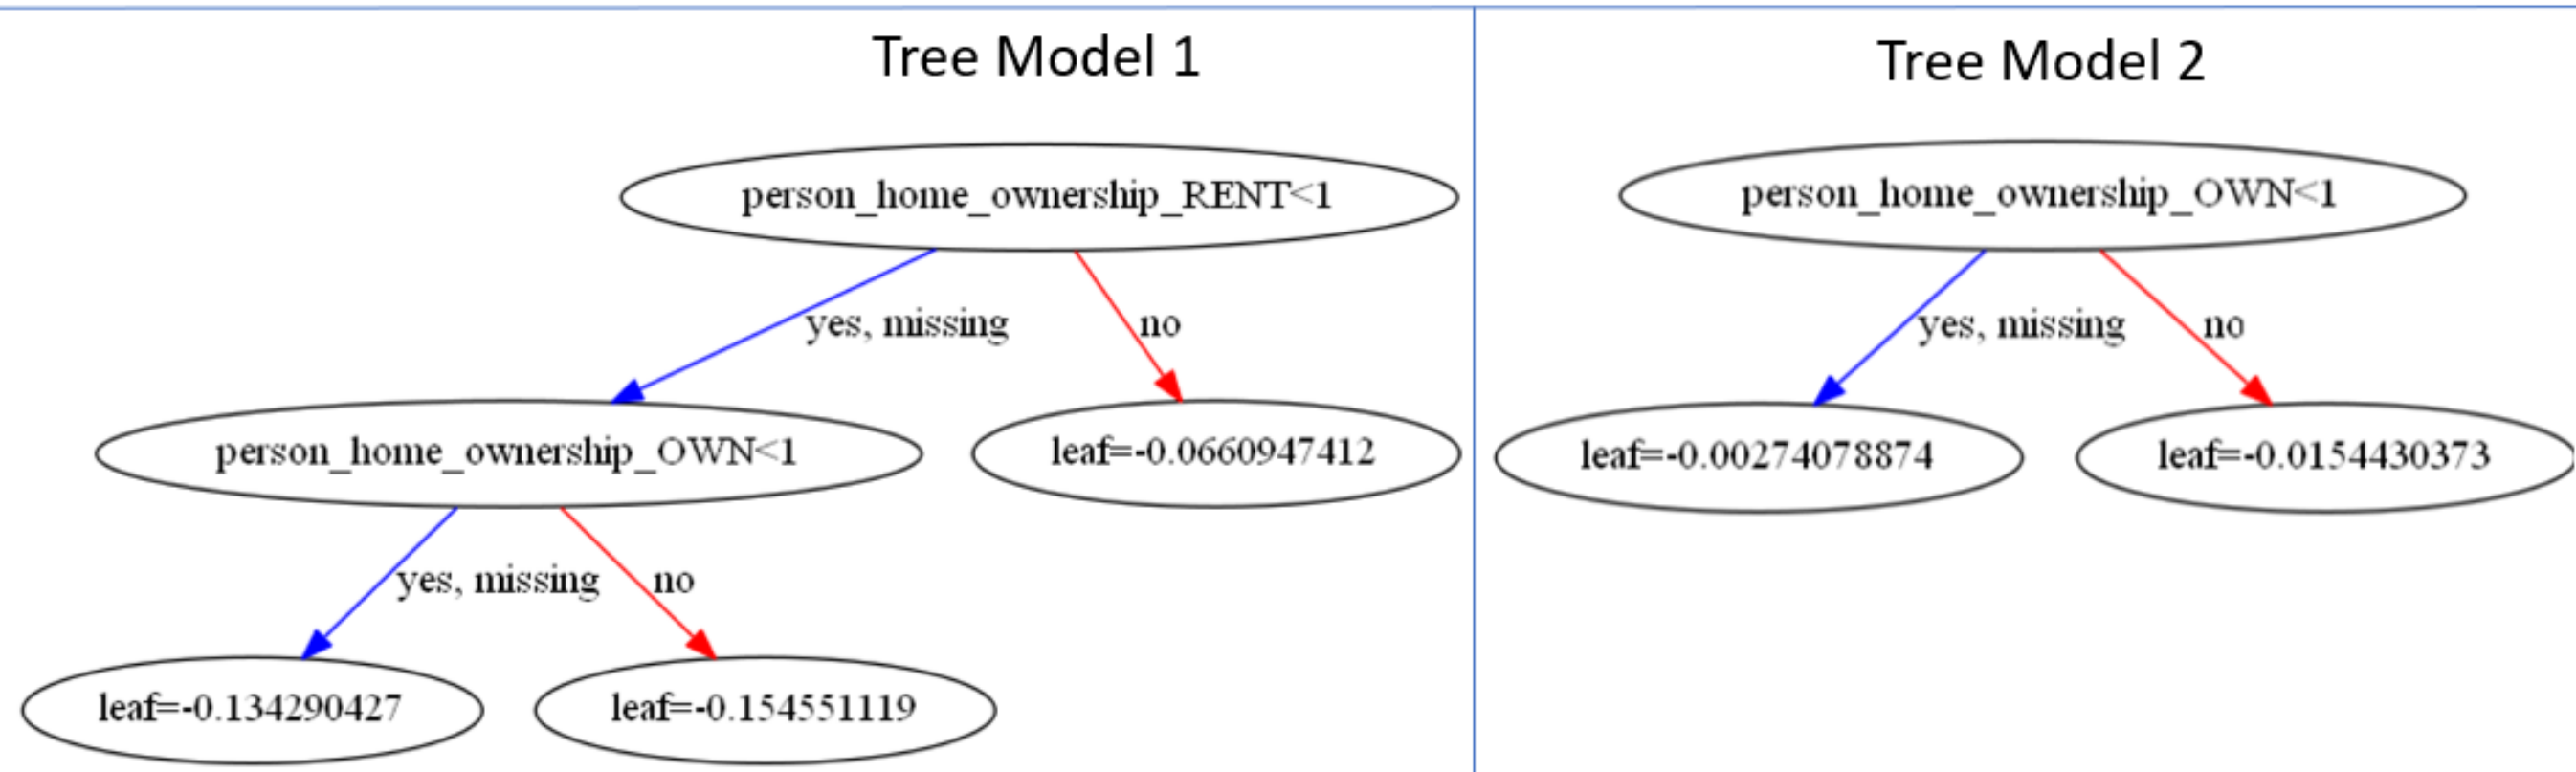 Tree Model 1
person_home_ownership_RENT<1
yes, missing
no
person_home_ownership_OWN<1
leaf=-0.0660947412
yes, missing
no
leaf=-0.134290427
leaf=-0.154551119
Tree Model 2
person_home_ownership_OWN<1
yes, missing
no
leaf=-0.00274078874
leaf=-0.0154430373